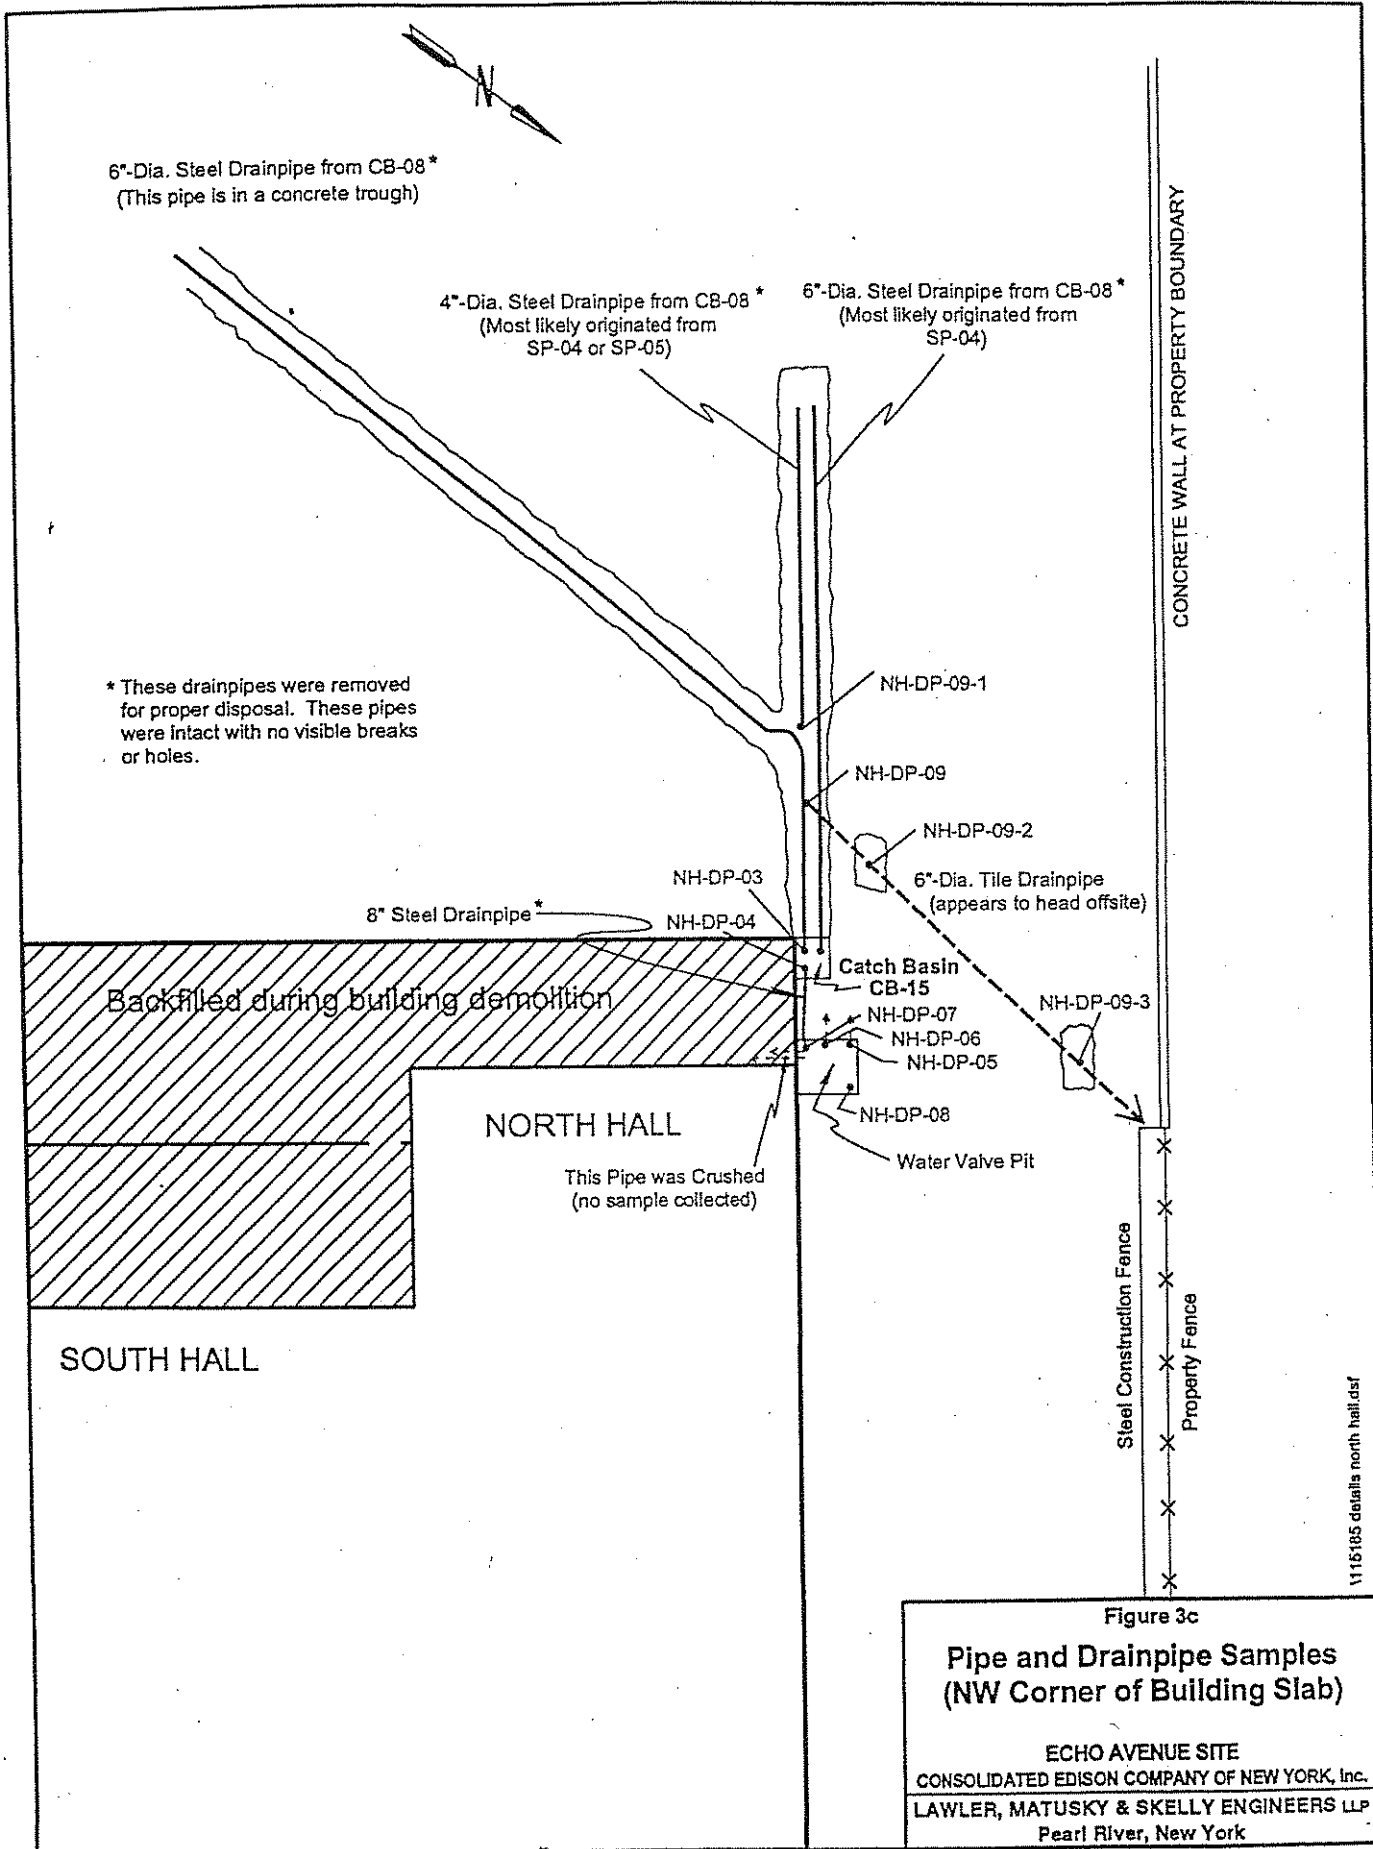 N
6"-Dia. Steel Drainpipe from CB-08*
(This pipe is in a concrete trough)
4"-Dia. Steel Drainpipe from CB-08*
(Most likely originated from
SP-04 or SP-05)
6"-Dia. Steel Drainpipe from CB-08*
(Most likely originated from
SP-04)
CONCRETE WALL AT PROPERTY BOUNDARY
* These drainpipes were removed
for proper disposal. These pipes
were intact with no visible breaks
or holes.
NH-DP-09-1
NH-DP-09
NH-DP-09-2
6"-Dia. Tile Drainpipe
(appears to head offsite)
NH-DP-03
8" Steel Drainpipe*
NH-DP-04
Catch Basin
CB-15
Backfilled during building demolition
NH-DP-09-3
NH-DP-07
NH-DP-06
NH-DP-05
NH-DP-08
NORTH HALL
Water Valve Pit
This Pipe was Crushed
(no sample collected)
SOUTH HALL
Steel Construction Fence
Property Fence
\115185 details north hall.dsf
Figure 3c
Pipe and Drainpipe Samples
(NW Corner of Building Slab)
ECHO AVENUE SITE
CONSOLIDATED EDISON COMPANY OF NEW YORK, Inc.
LAWLER, MATUSKY & SKELLY ENGINEERS LLP
Pearl River, New York